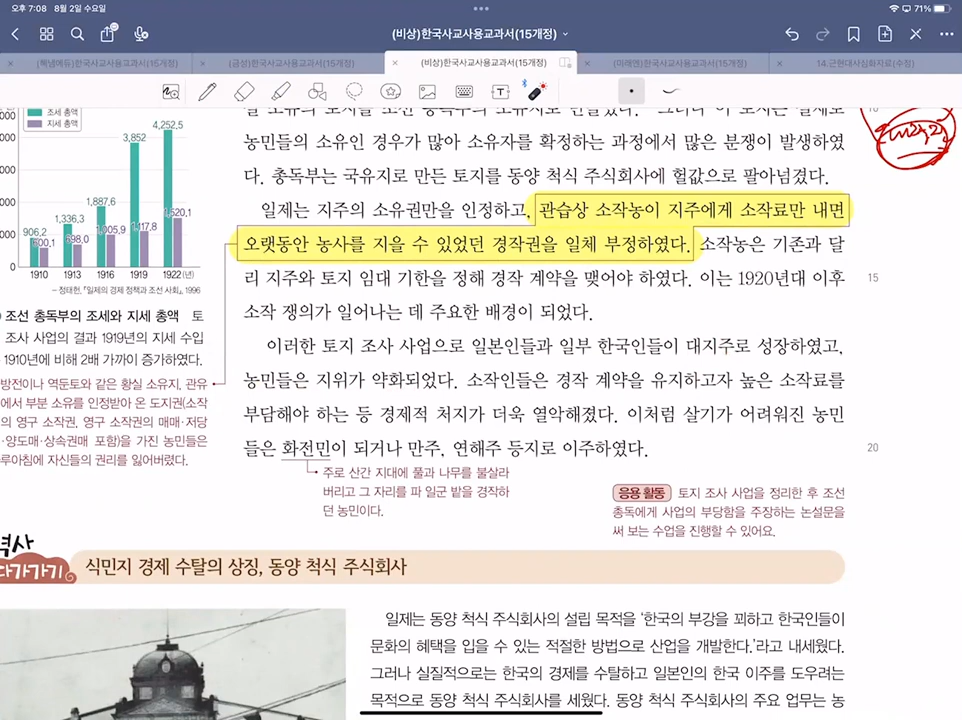 오후 7:08 8월 2일 수요일
71%
(비상)한국사교사용교과서(15개정)
(해냄에듀)한국사교사용교과서(15개정)
(금성)한국사교사용교과서(15개정)
(비상)한국사교사용교과서(15개정)
(미래엔)한국사교사용교과서(15개정)
14.근현대사심화자료(수정)
조세 총액
지세 총액
4,252.5
3,852
1,887.6
1,336.3
906.2
600.1
698.0
1,005.9
1,117.8
1,520.1
0
1910 1913 1916 1919 1922(년)
– 정태헌, 『일제의 경제 정책과 조선 사회』, 1996
조선 총독부의 조세와 지세 총액 토
조사 사업의 결과 1919년의 지세 수입
1910년에 비해 2배 가까이 증가하였다.
방전이나 역둔토와 같은 황실 소유지, 관유
에서 부분 소유를 인정받아 온 도지권(소작
의 영구 소작권. 영구 소작권의 매매·저당
·양도매·상속권매 포함)을 가진 농민들은
루아침에 자신들의 권리를 잃어버렸다.
농민들의 소유인 경우가 많아 소유자를 확정하는 과정에서 많은 분쟁이 발생하였
다. 총독부는 국유지로 만든 토지를 동양 척식 주식회사에 헐값으로 팔아넘겼다.
일제는 지주의 소유권만을 인정하고, 관습상 소작농이 지주에게 소작료만 내면
오랫동안 농사를 지을 수 있었던 경작권을 일체 부정하였다. 소작농은 기존과 달
리 지주와 토지 임대 기한을 정해 경작 계약을 맺어야 하였다. 이는 1920년대 이후
15
소작 쟁의가 일어나는 데 주요한 배경이 되었다.
이러한 토지 조사 사업으로 일본인들과 일부 한국인들이 대지주로 성장하였고,
농민들은 지위가 약화되었다. 소작인들은 경작 계약을 유지하고자 높은 소작료를
부담해야 하는 등 경제적 처지가 더욱 열악해졌다. 이처럼 살기가 어려워진 농민
들은 화전민이 되거나 만주, 연해주 등지로 이주하였다.
20
주로 산간 지대에 풀과 나무를 불살라
버리고 그 자리를 파 일군 밭을 경작하
던 농민이다.
응용 활동 토지 조사 사업을 정리한 후 조선
총독에게 사업의 부당함을 주장하는 논설문을
써 보는 수업을 진행할 수 있어요.
역사
다가가기
식민지 경제 수탈의 상징, 동양 척식 주식회사
일제는 동양 척식 주식회사의 설립 목적을 ‘한국의 부강을 꾀하고 한국인들이
문화의 혜택을 입을 수 있는 적절한 방법으로 산업을 개발한다.’라고 내세웠다.
그러나 실질적으로는 한국의 경제를 수탈하고 일본인의 한국 이주를 도우려는
목적으로 동양 척식 주식회사를 세웠다. 동양 척식 주식회사의 주요 업무는 농